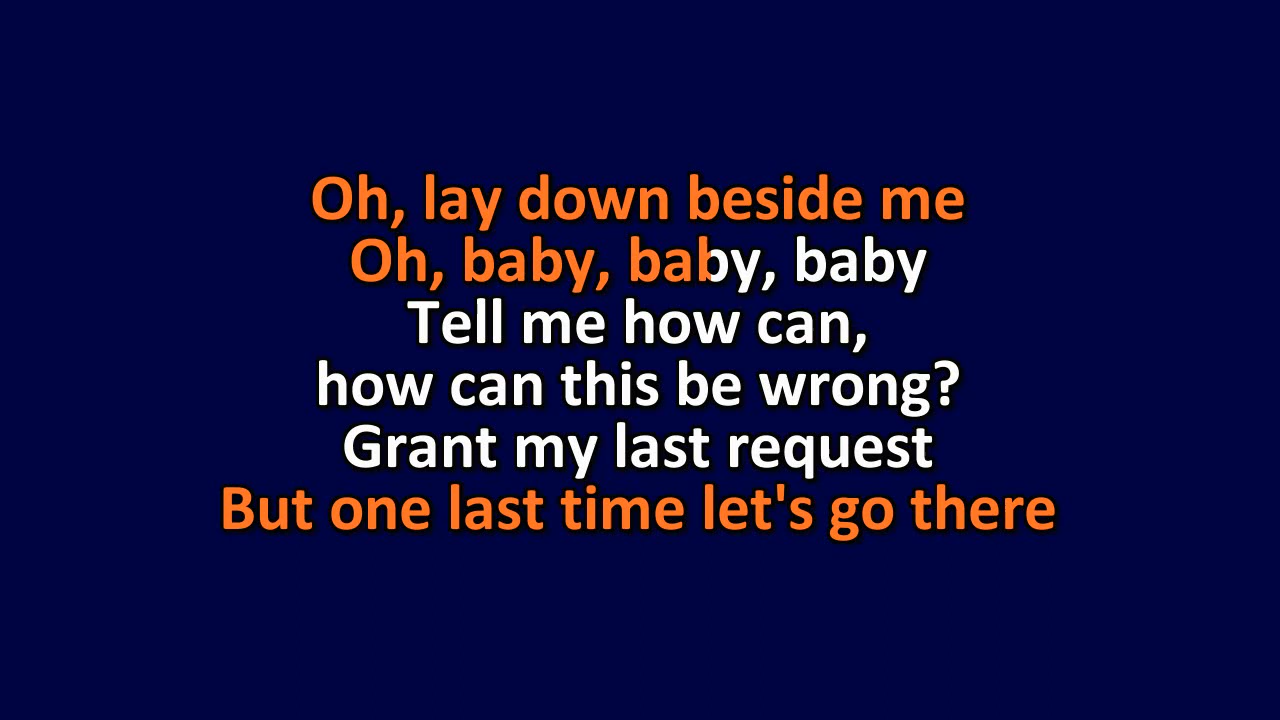 Oh, lay down beside me
Oh, baby, baby, baby
Tell me how can,
how can this be wrong?
Grant my last request
But one last time let's go there